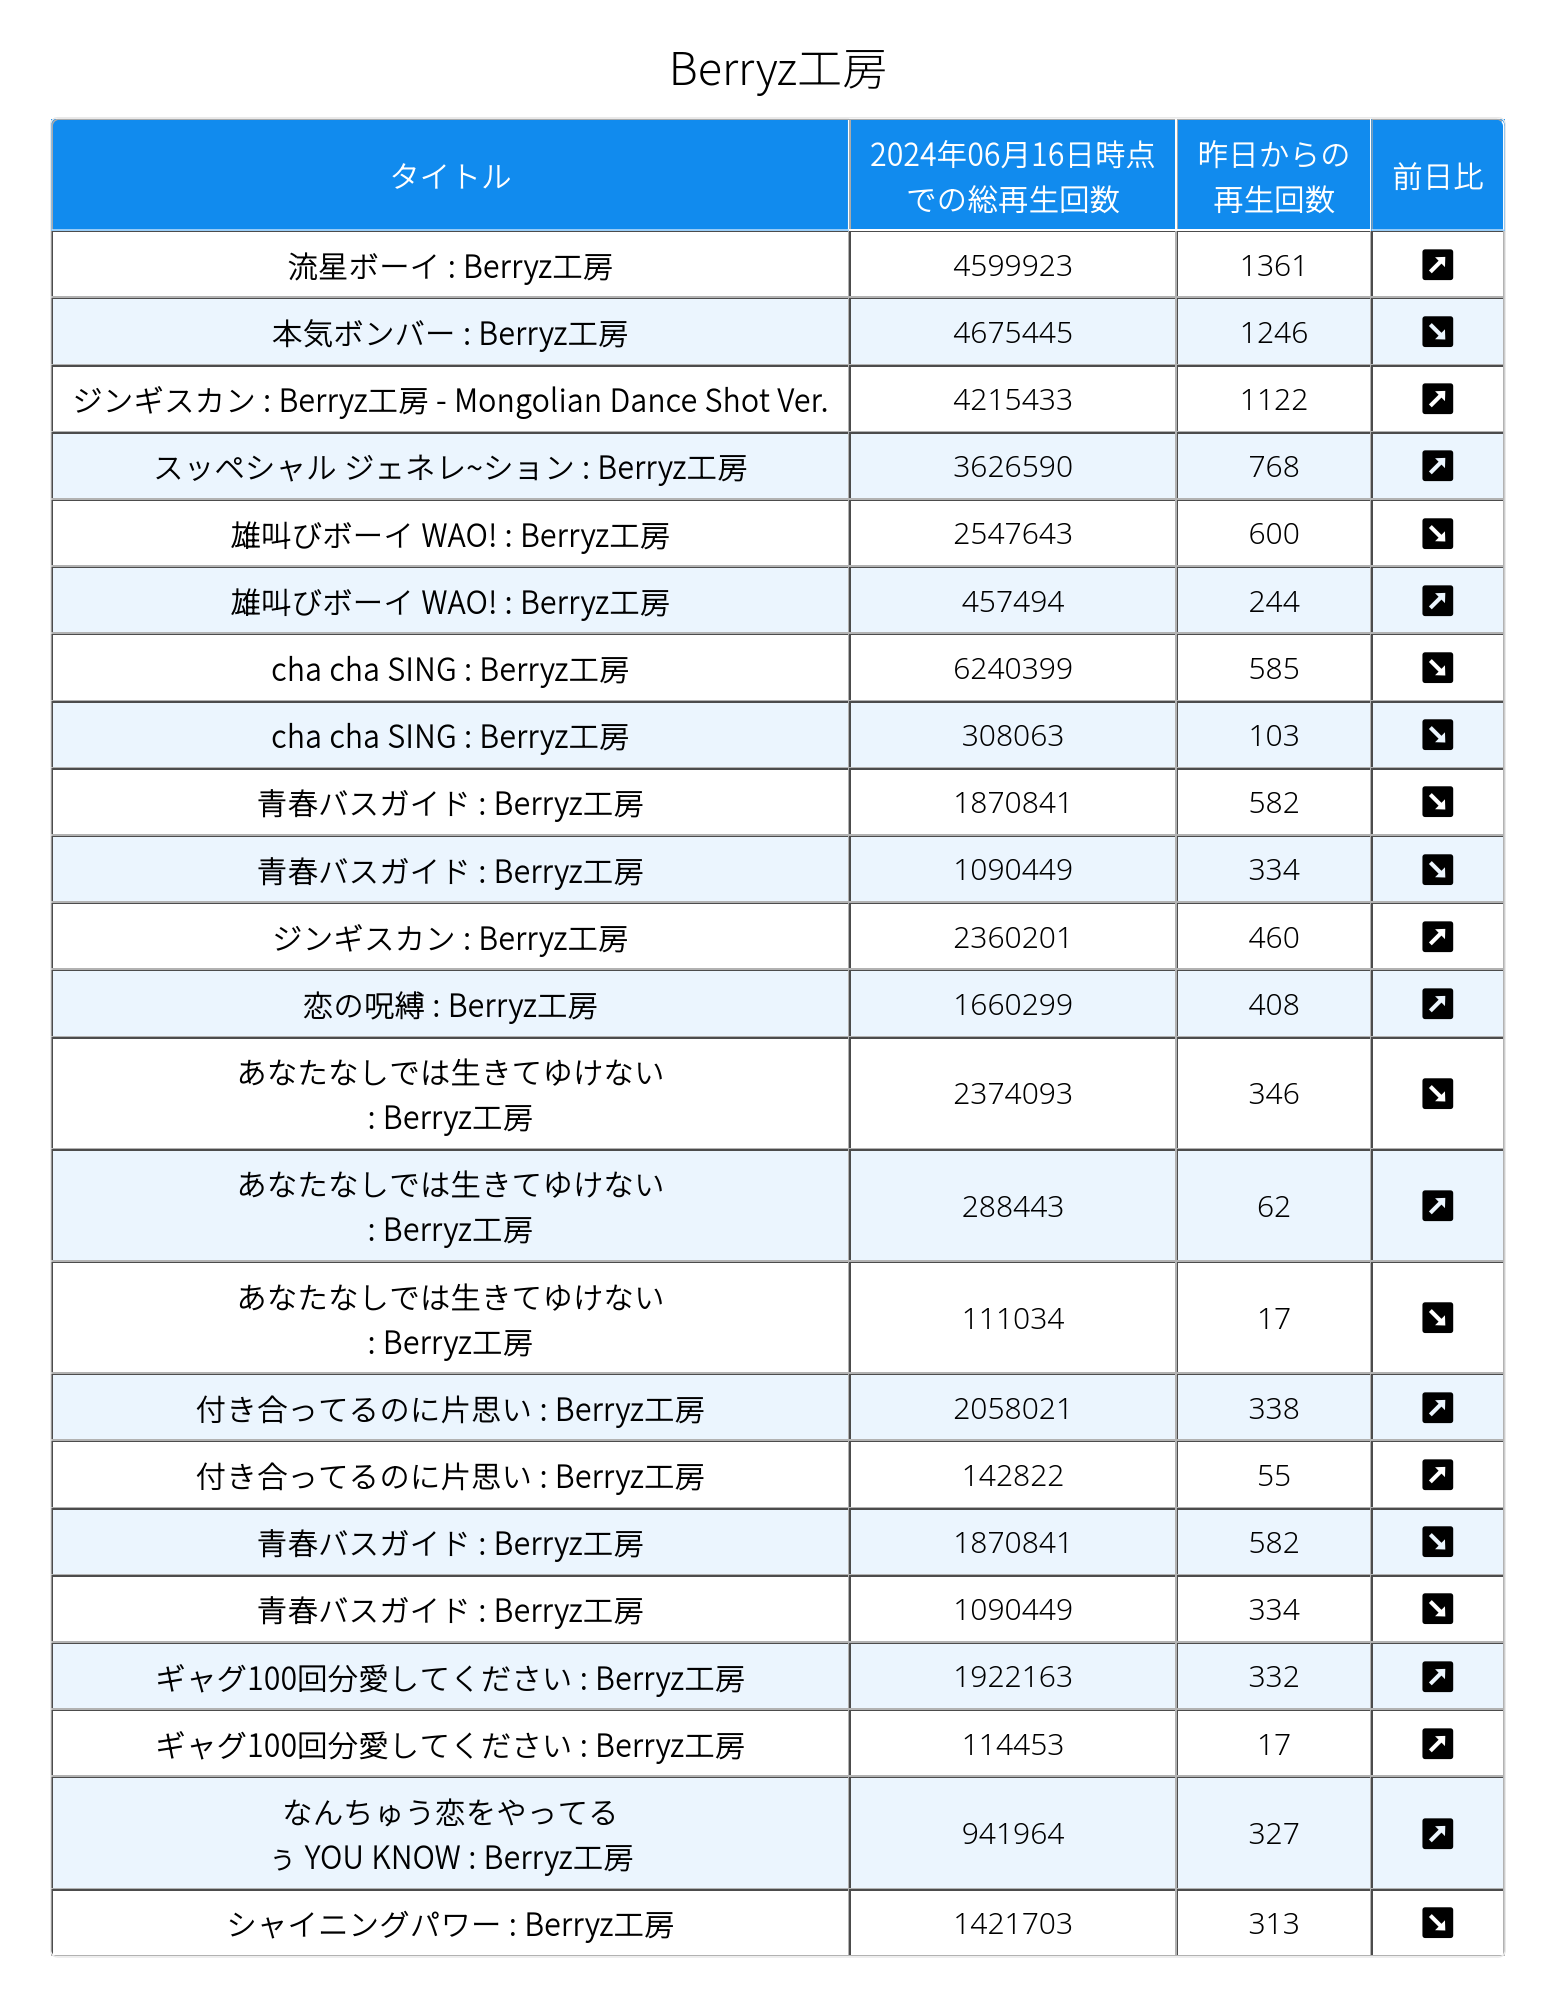 Berryz工房
タイトル
2024年06月16日時点
での総再生回数
昨日からの
再生回数
前日比
流星ボーイ : Berryz工房 4599923 1361
本気ボンバー : Berryz工房 4675445 1246
ジンギスカン : Berryz工房 - Mongolian Dance Shot Ver. 4215433 1122
スッペシャル ジェネレ~ション : Berryz工房 3626590 768
雄叫びボーイ WAO! : Berryz工房 2547643 600
雄叫びボーイ WAO! : Berryz工房 457494 244
cha cha SING : Berryz工房 6240399 585
cha cha SING : Berryz工房 308063 103
青春バスガイド : Berryz工房 1870841 582
青春バスガイド : Berryz工房 1090449 334
ジンギスカン : Berryz工房 2360201 460
恋の呪縛 : Berryz工房 1660299 408
あなたなしでは生きてゆけない
: Berryz工房
2374093 346
あなたなしでは生きてゆけない
: Berryz工房
288443 62
あなたなしでは生きてゆけない
: Berryz工房
111034 17
付き合ってるのに片思い : Berryz工房 2058021 338
付き合ってるのに片思い : Berryz工房 142822 55
青春バスガイド : Berryz工房 1870841 582
青春バスガイド : Berryz工房 1090449 334
ギャグ100回分愛してください : Berryz工房 1922163 332
ギャグ100回分愛してください : Berryz工房 114453 17
なんちゅう恋をやってる
ぅ YOU KNOW : Berryz工房
941964 327
シャイニングパワー : Berryz工房 1421703 313